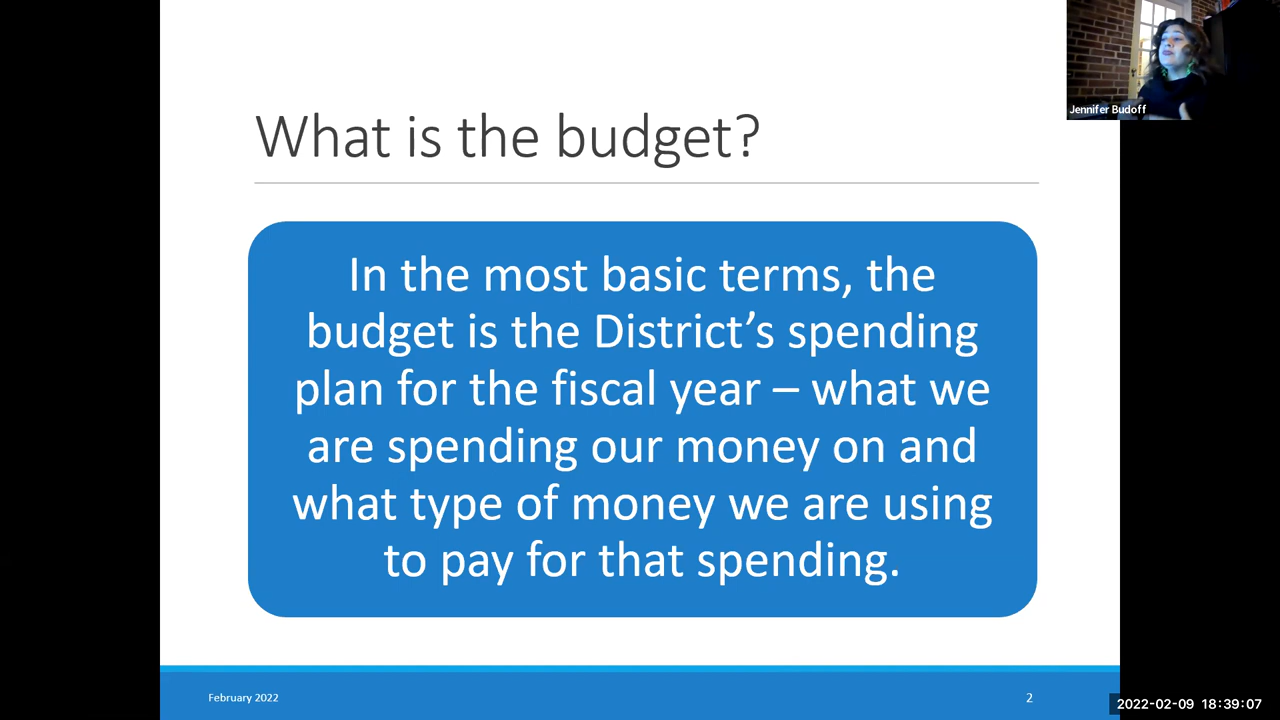 Jennifer Budoff
What is the budget?
In the most basic terms, the
budget is the District’s spending
plan for the fiscal year – what we
are spending our money on and
what type of money we are using
to pay for that spending.
February 2022
2
2022-02-09 18:39:07